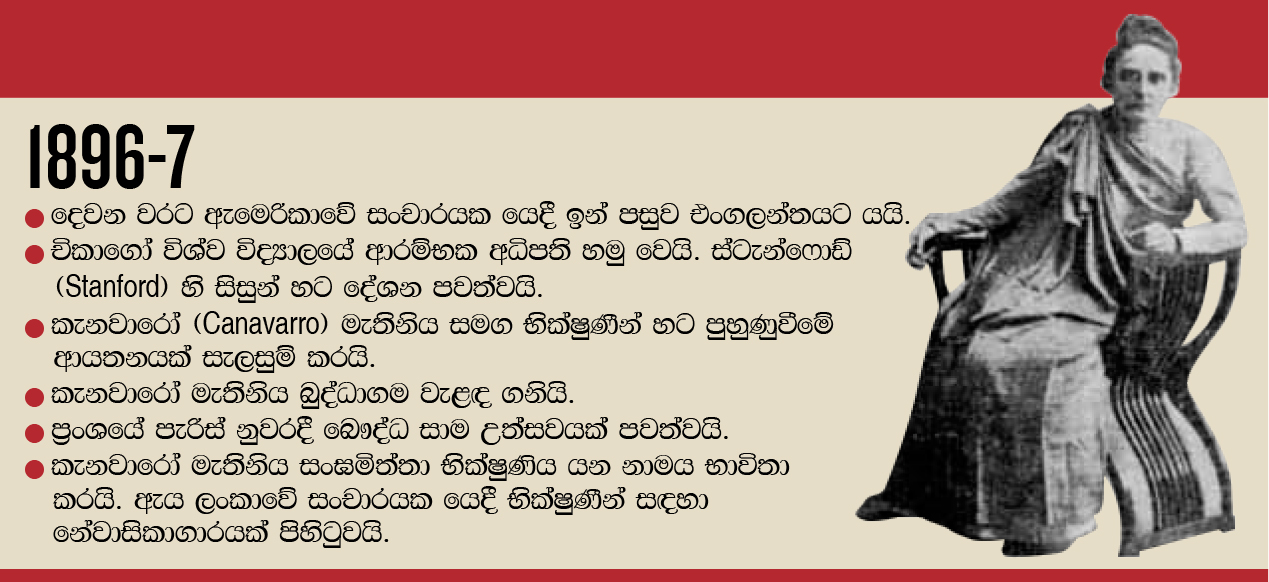 1896-7
● දෙවන වරට ඇමෙරිකාවේ සංචාරයක යෙදී ඉන් පසුව එංගලන්තයට යයි.
● චිකාගෝ විශ්ව විද්‍යාලයේ ආරම්භක අධිපති හමු වෙයි. ස්ටැන්ෆොඩ්
(Stanford) හි සිසුන් හට දේශන පවත්වයි.
● කැනවාරෝ (Canavarro) මැතිනිය සමග භික්ෂුණීන් හට පුහුණුවීමේ
ආයතනයක් සැලසුම් කරයි.
● කැනවාරෝ මැතිනිය බුද්ධාගම වැළඳ ගනියි.
● ප්‍රංශයේ පැරිස් නුවරදී බෞද්ධ සාම උත්සවයක් පවත්වයි.
● කැනවාරෝ මැතිනිය සංඝමිත්තා භික්ෂුණිය යන නාමය භාවිතා
කරයි. ඇය ලංකාවේ සංචාරයක යෙදී භික්ෂුණීන් සඳහා
නේවාසිකාගාරයක් පිහිටුවයි.